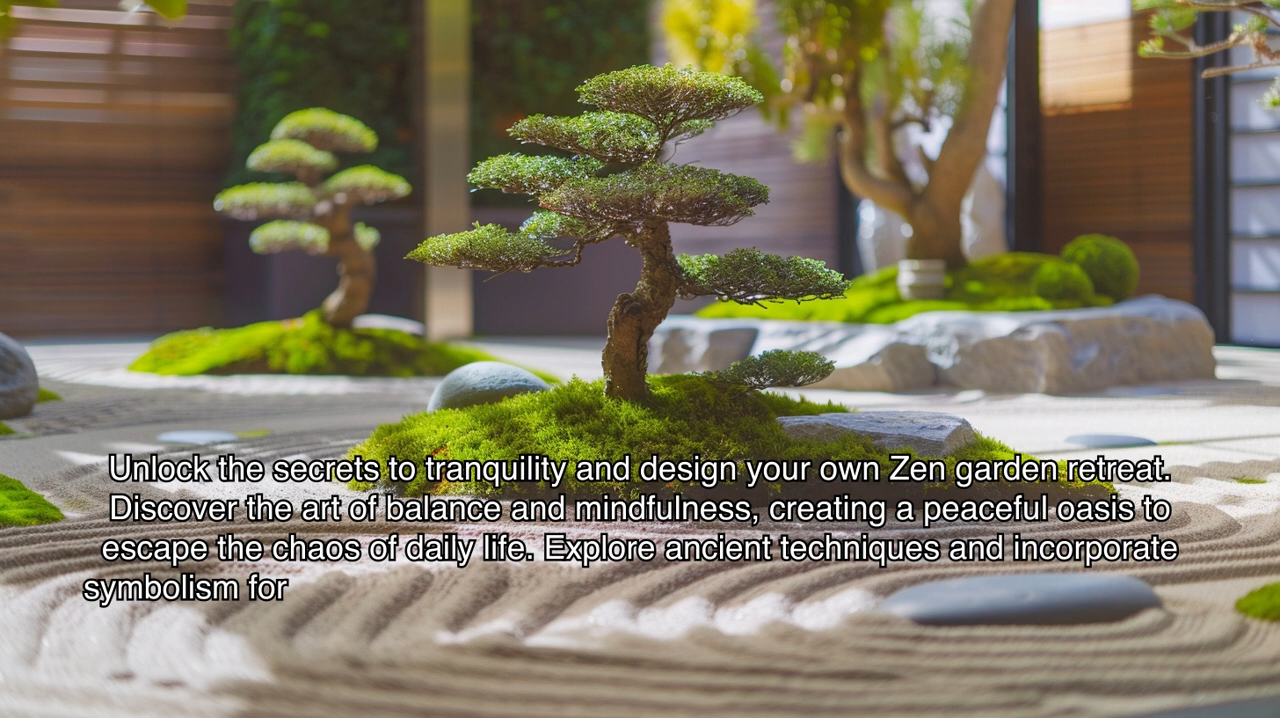 Unlock the secrets to tranquility and design your own Zen garden retreat.
Discover the art of balance and mindfulness, creating a peaceful oasis to
escape the chaos of daily life. Explore ancient techniques and incorporate
symbolism for